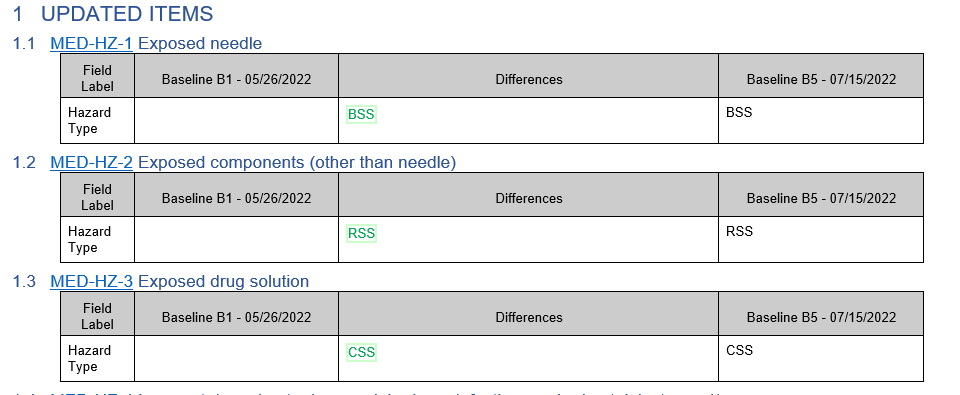 1 UPDATED ITEMS
1.1 MED-HZ-1 Exposed needle
Field Label Baseline B1 - 05/26/2022 Differences Baseline B5 - 07/15/2022
Hazard Type BSS BSS
1.2 MED-HZ-2 Exposed components (other than needle)
Field Label Baseline B1 - 05/26/2022 Differences Baseline B5 - 07/15/2022
Hazard Type RSS RSS
1.3 MED-HZ-3 Exposed drug solution
Field Label Baseline B1 - 05/26/2022 Differences Baseline B5 - 07/15/2022
Hazard Type CSS CSS